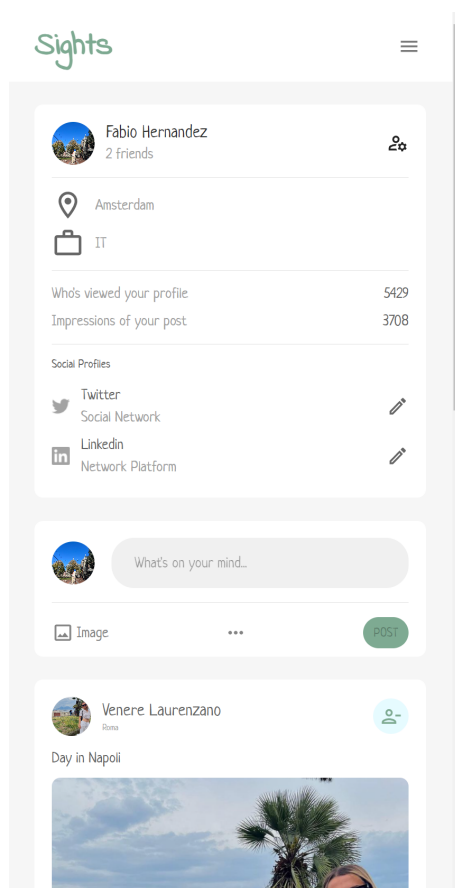 Sights
Fabio Hernandez
2 friends
Amsterdam
IT
Who's viewed your profile 5429
Impressions of your post 3708
Social Profiles
Twitter
Social Network
Linkedin
Network Platform
What's on your mind...
Image
POST
Venere Laurenzano
Roma
Day in Napoli